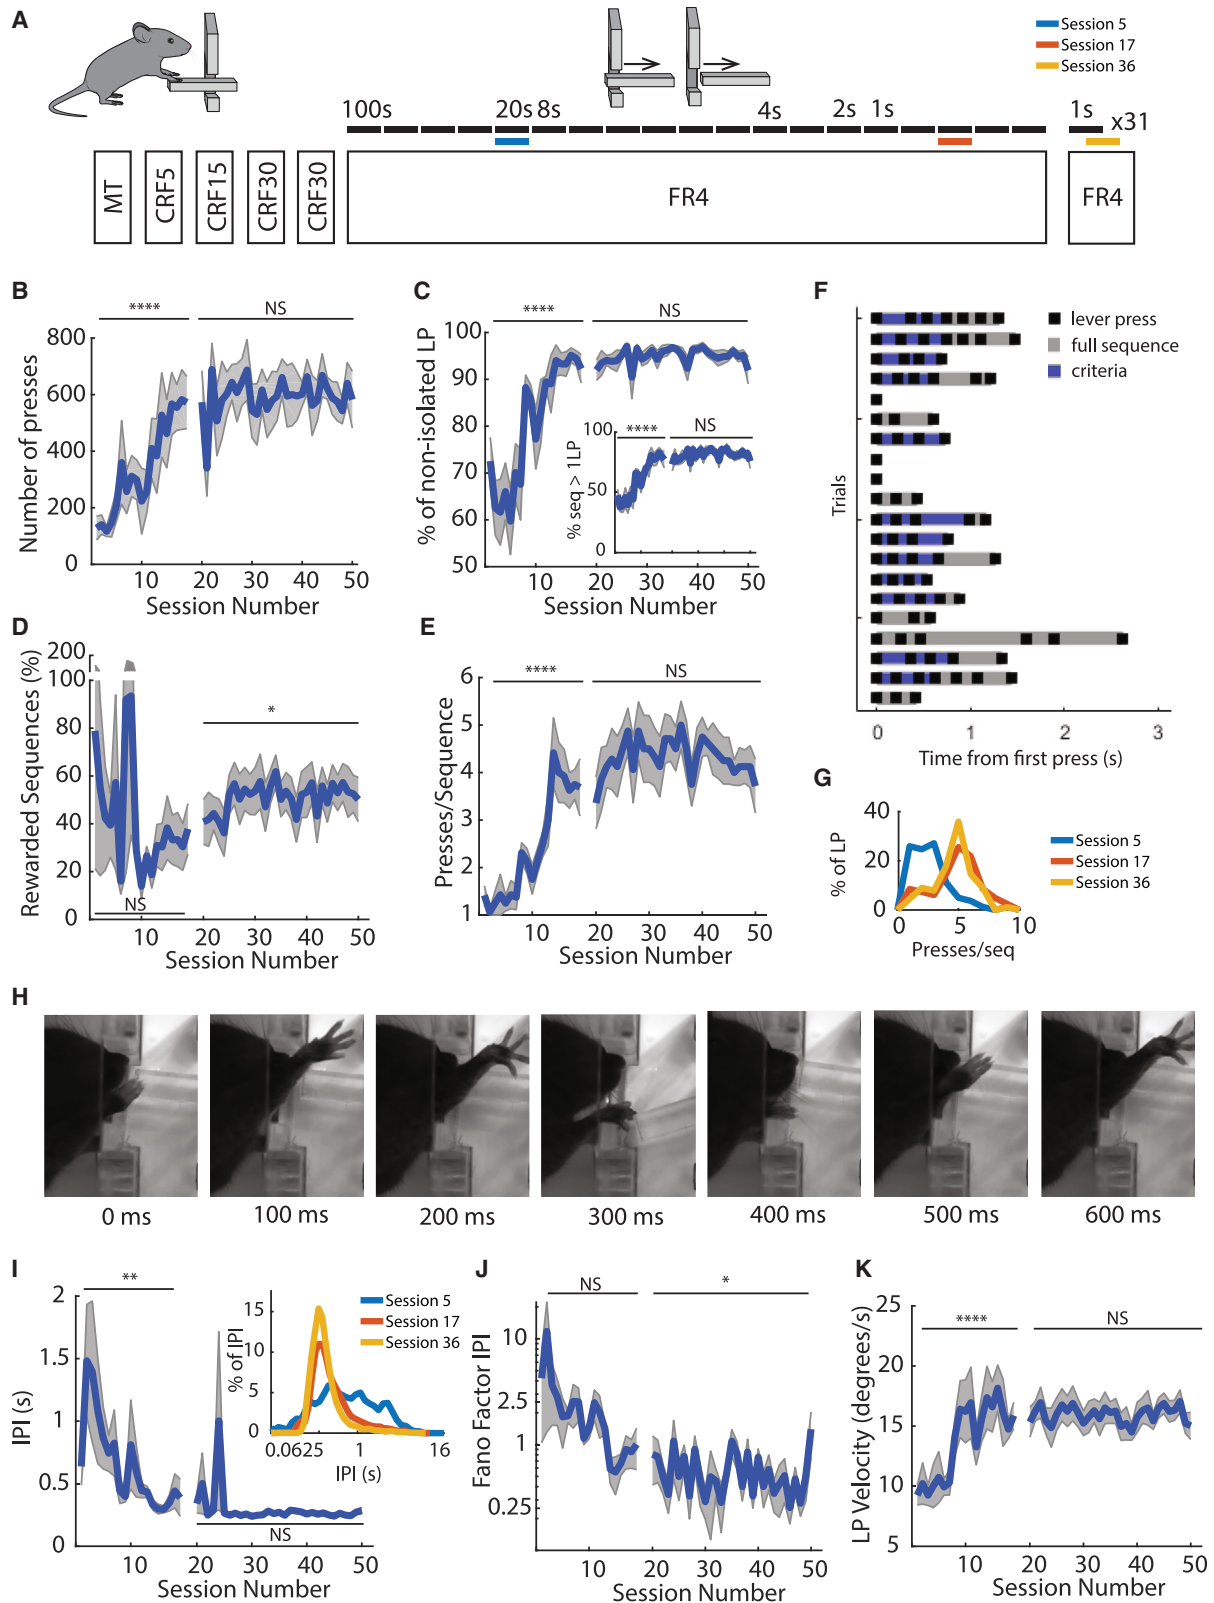 A
Session 5
Session 17
Session 36
100s 20s 8s 4s 2s 1s 1s x31
MT CRF5 CRF15 CRF30 CRF30 FR4 FR4
B
**** NS
Number of presses
800
600
400
200
0
10 20 30 40 50
Session Number
C
**** NS
% of non-isolated LP
100
90
80
70
60
50
10 20 30 40 50
Session Number
**** NS
% seq > 1LP
100
50
0
D
* NS
Rewarded Sequences (%)
200
100
80
60
40
20
0
10 20 30 40 50
Session Number
E
**** NS
Presses/Sequence
6
5
4
3
2
1
10 20 30 40 50
Session Number
F
lever press
full sequence
criteria
Trials
0 1 2 3
Time from first press (s)
G
% of LP
40
20
0
0 5 10
Presses/seq
Session 5
Session 17
Session 36
H
0 ms 100 ms 200 ms 300 ms 400 ms 500 ms 600 ms
I
** NS
IPI (s)
2
1.5
1
0.5
0
10 20 30 40 50
Session Number
Session 5
Session 17
Session 36
% of IPI
15
10
5
0
0.0625 1 16
IPI (s)
J
NS *
Fano Factor IPI
10
2.5
1
0.25
10 20 30 40 50
Session Number
K
**** NS
LP Velocity (degrees/s)
25
20
15
10
5
10 20 30 40 50
Session Number